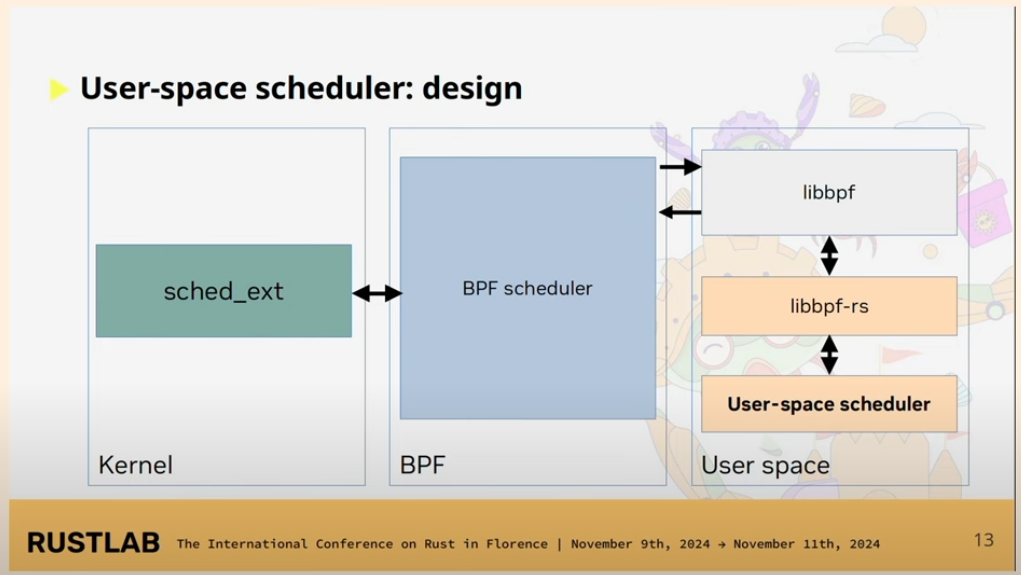 User-space scheduler: design
sched_ext
Kernel
BPF scheduler
BPF
libbpf
libbpf-rs
User-space scheduler
User space
RUSTLAB
The International Conference on Rust in Florence | November 9th, 2024 → November 11th, 2024
13